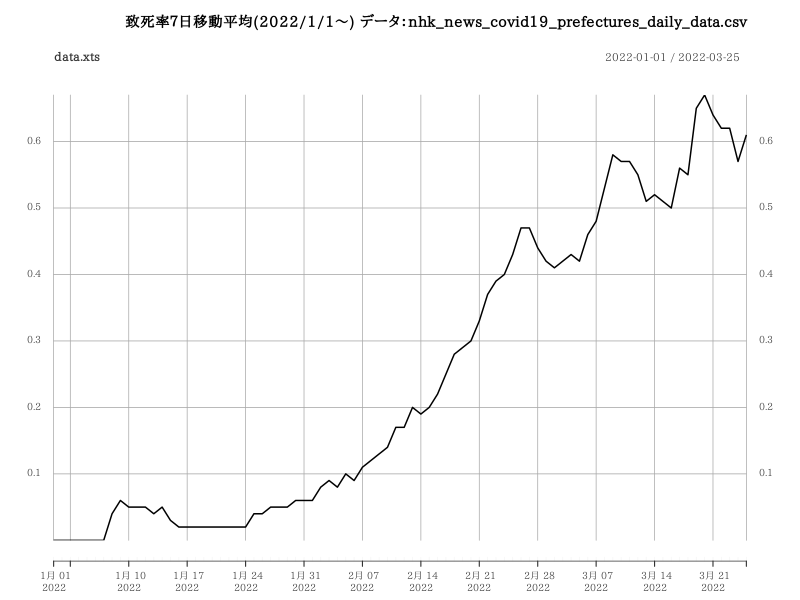 致死率7日移動平均(2022/1/1〜) データ:nhk_news_covid19_prefectures_daily_data.csv
data.xts 2022-01-01 / 2022-03-25
0.6 0.6
0.5 0.5
0.4 0.4
0.3 0.3
0.2 0.2
0.1 0.1
1月 01 1月 10 1月 17 1月 24 1月 31 2月 07 2月 14 2月 21 2月 28 3月 07 3月 14 3月 21
2022 2022 2022 2022 2022 2022 2022 2022 2022 2022 2022 2022